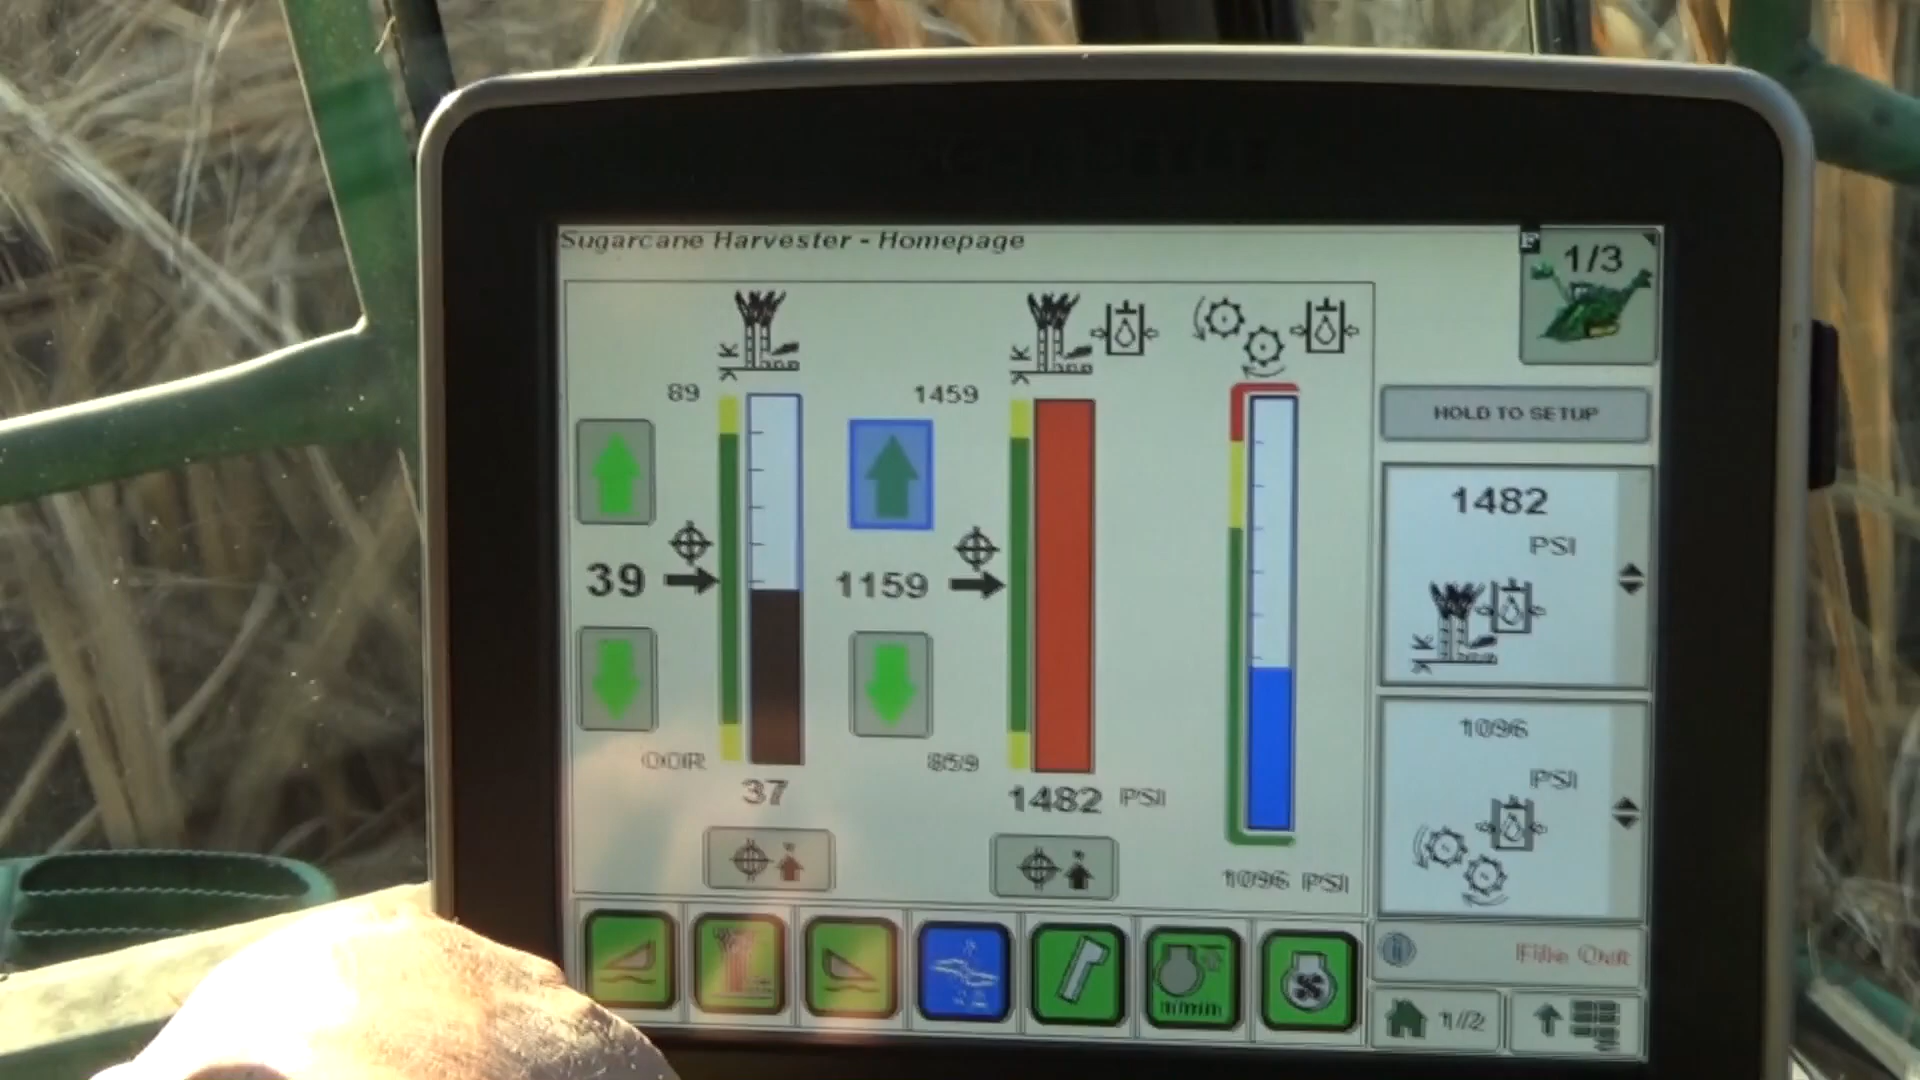 Sugarcane Harvester - Homepage
F
1/3
HOLD TO SETUP
89
1459
39
1159
OOR
859
37
1482 PSI
1096 PSI
1482
PSI
1096
PSI
1/2